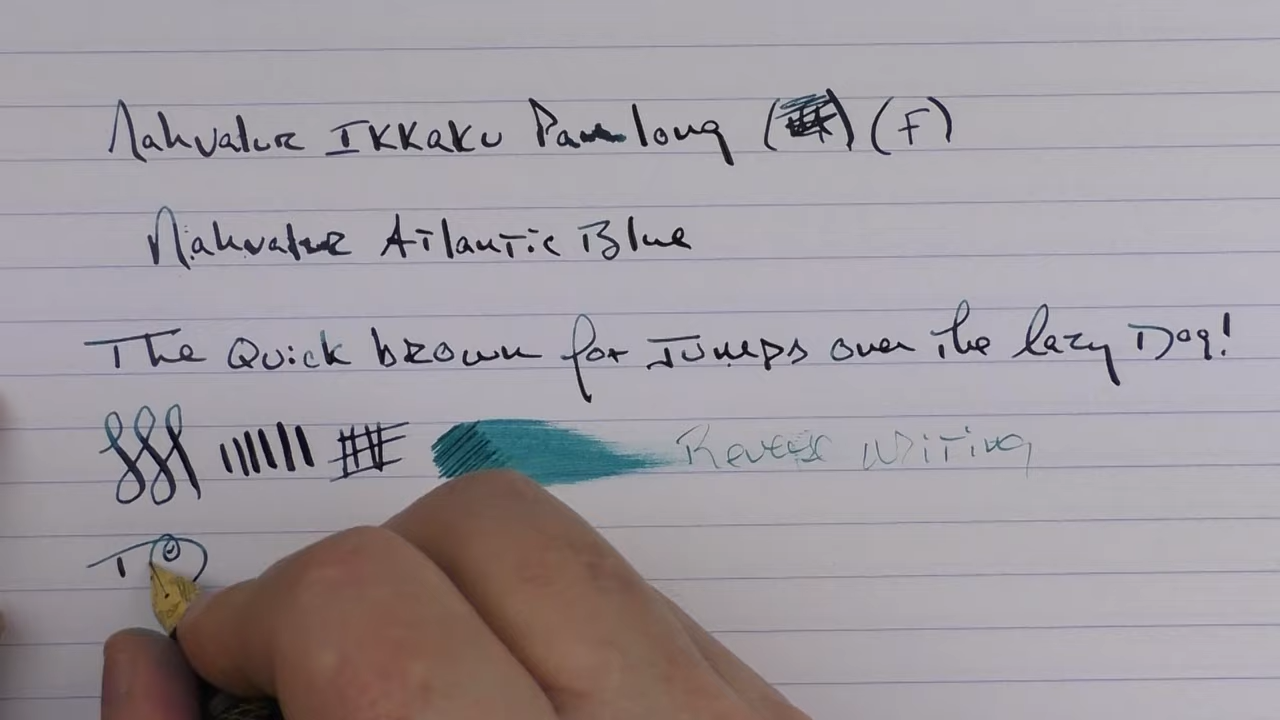 Nahvalur IKKaku Pamlong (F)
Nahvalur Atlantic Blue
The Quick brown fox Jumps over The lazy Dog!
Reverse Writing